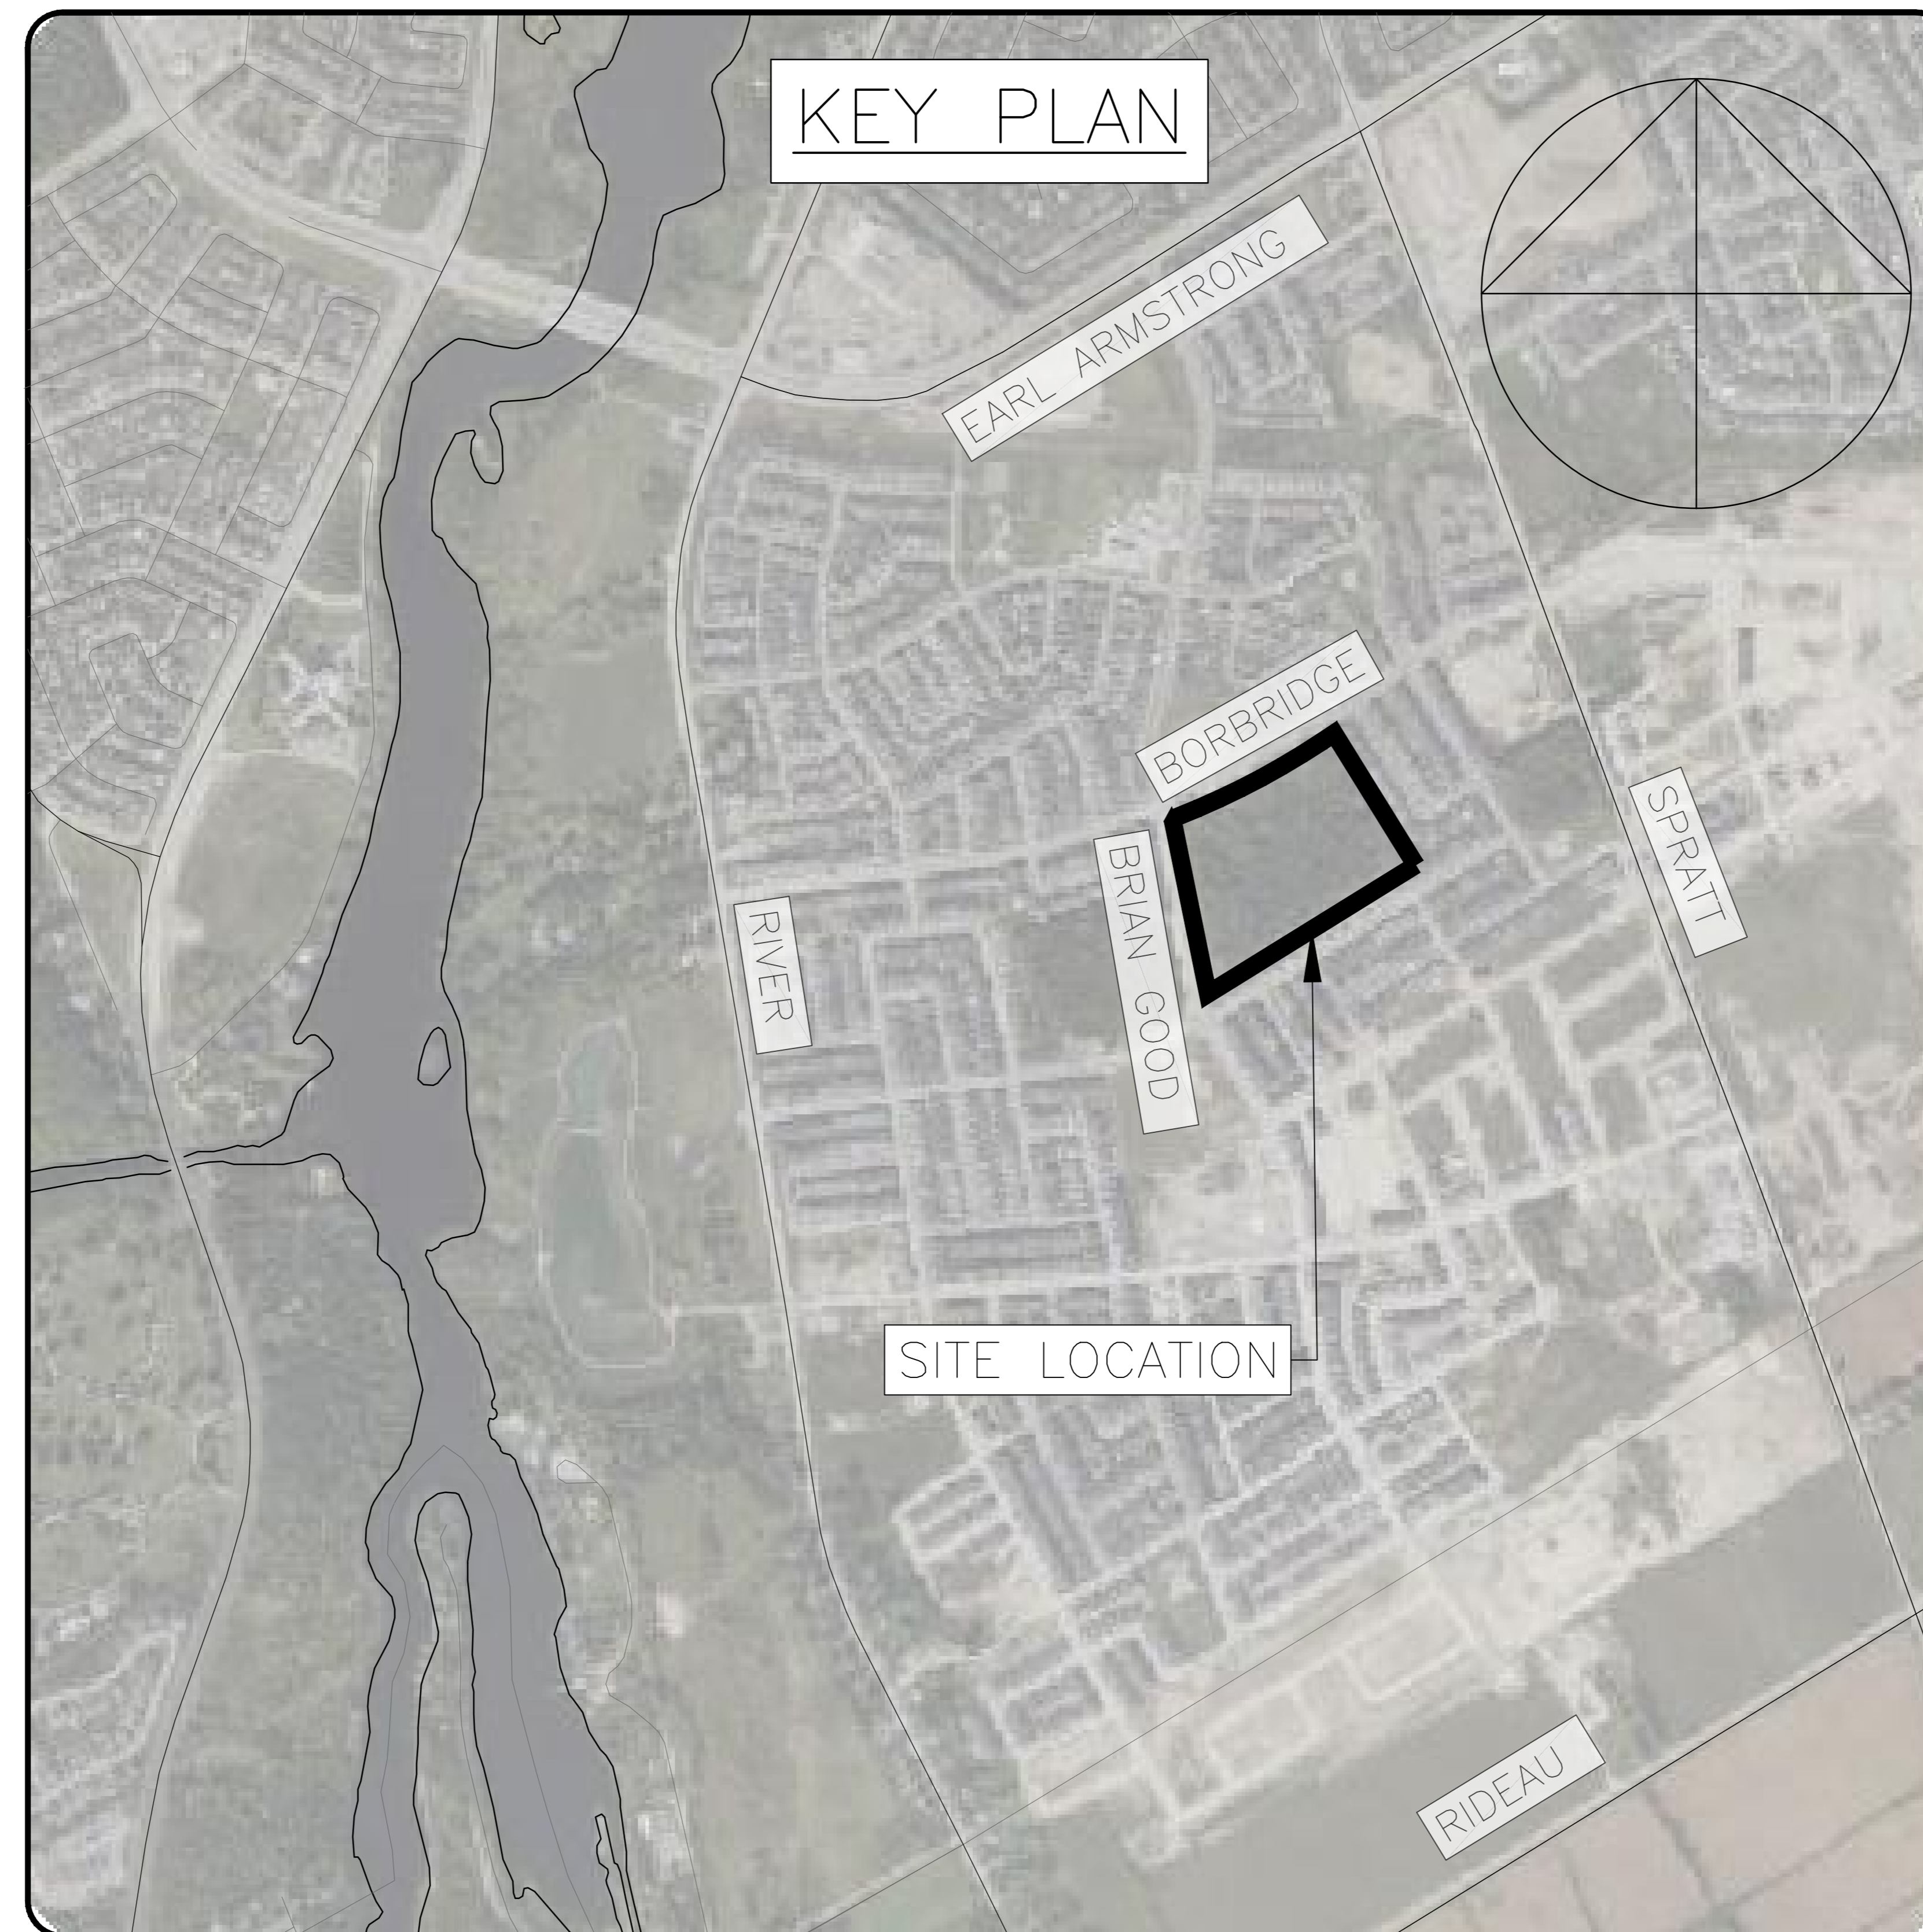 KEY PLAN
EARL ARMSTRONG
BORBRIDGE
SPRATT
BRIAN GOOD
RIVER
SITE LOCATION
RIDEAU